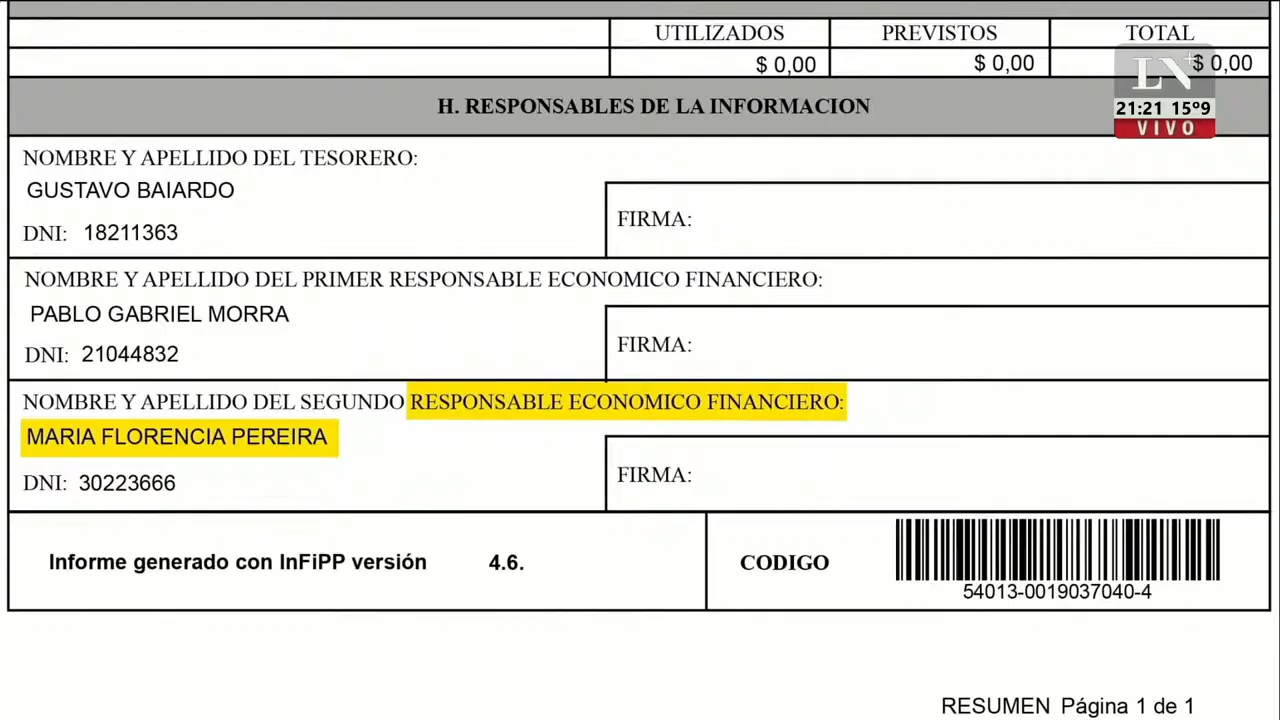 UTILIZADOS PREVISTOS TOTAL
$ 0,00 $ 0,00 $ 0,00
LN+
21:21 15º9
VIVO
H. RESPONSABLES DE LA INFORMACION
NOMBRE Y APELLIDO DEL TESORERO:
GUSTAVO BAIARDO
DNI: 18211363
FIRMA:
NOMBRE Y APELLIDO DEL PRIMER RESPONSABLE ECONOMICO FINANCIERO:
PABLO GABRIEL MORRA
DNI: 21044832
FIRMA:
NOMBRE Y APELLIDO DEL SEGUNDO RESPONSABLE ECONOMICO FINANCIERO:
MARIA FLORENCIA PEREIRA
DNI: 30223666
FIRMA:
Informe generado con InFiPP versión 4.6.
CODIGO
54013-0019037040-4
RESUMEN Página 1 de 1